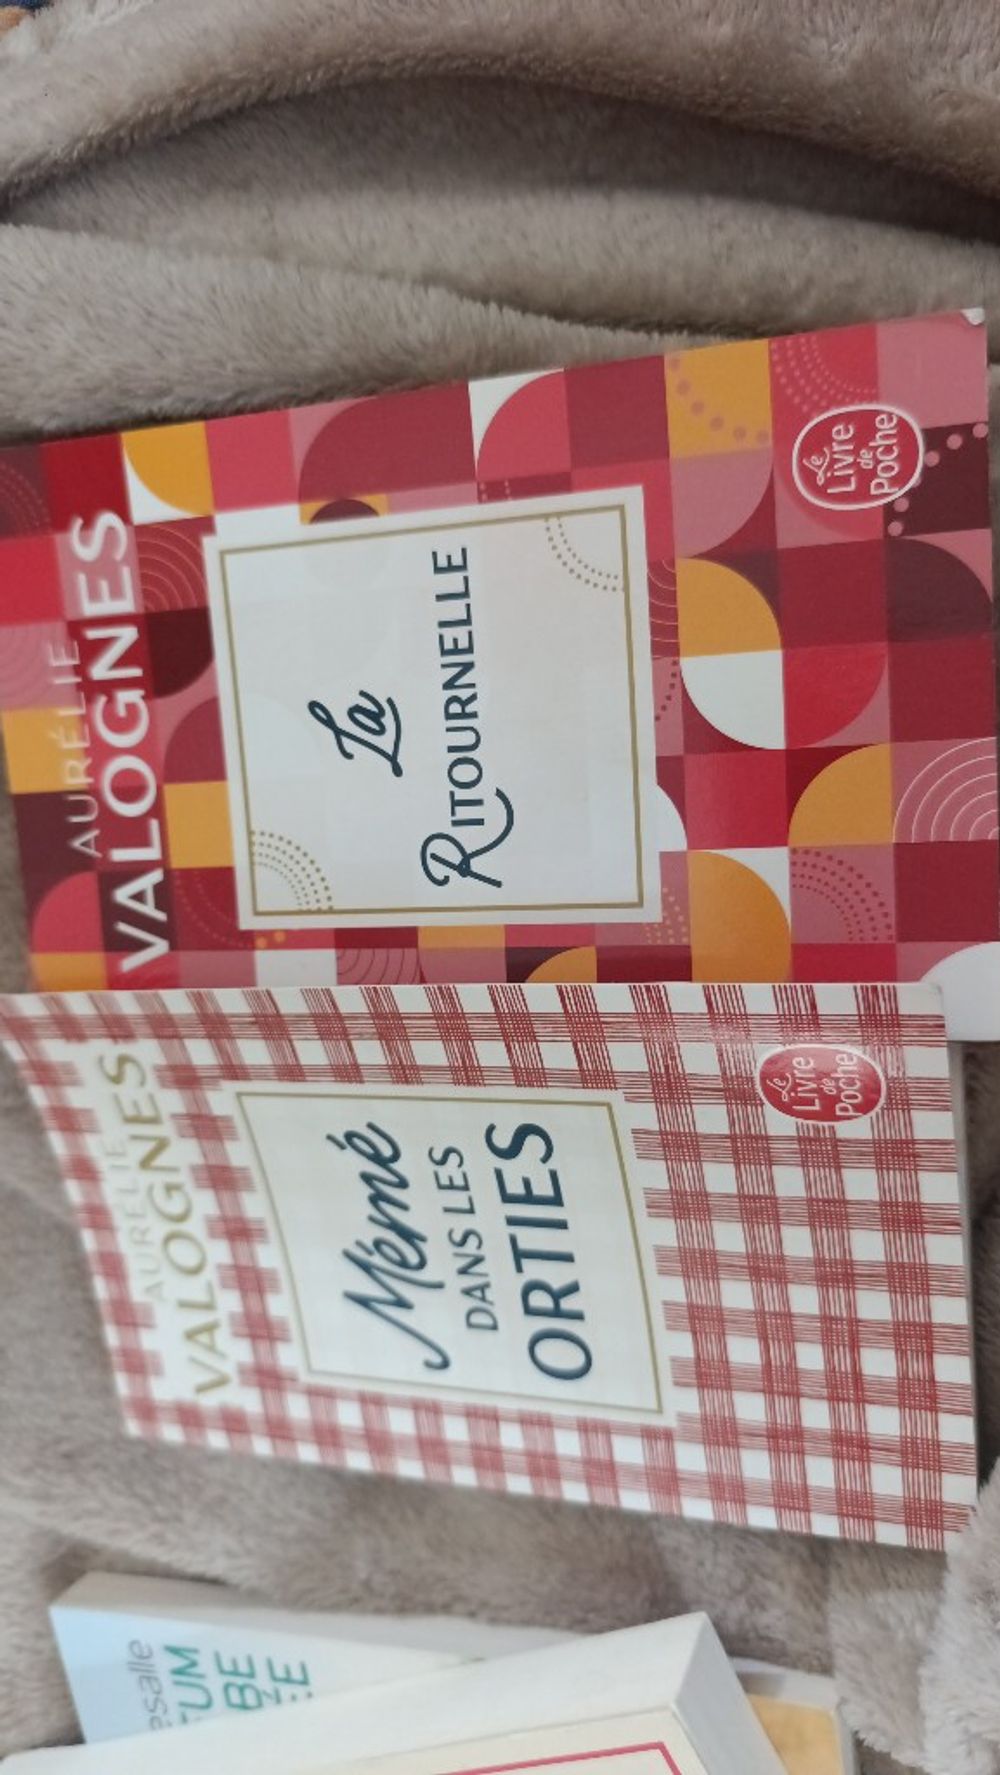 AURÉLIE
VALOGNES
La
RITOURNELLE
Le
Livre
de
Poche
AURÉLIE
VALOGNES
Mémé
DANS LES
ORTIES
Le
Livre
de
Poche